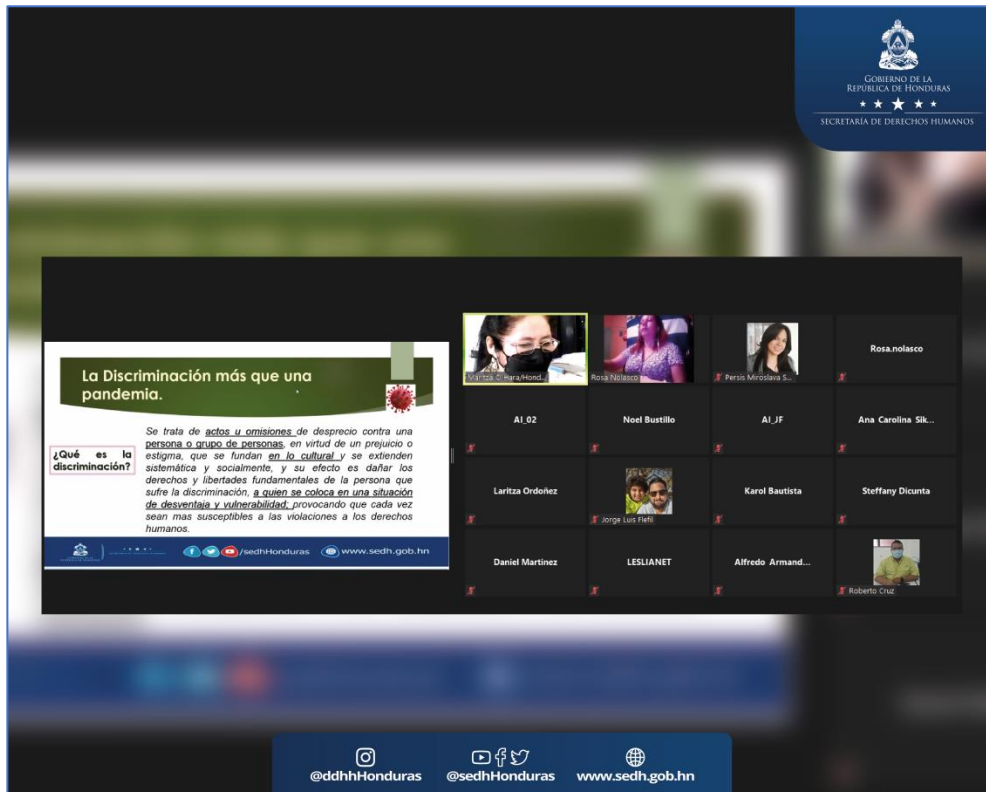 GOBIERNO DE LA
REPÚBLICA DE HONDURAS
SECRETARÍA DE DERECHOS HUMANOS
La Discriminación más que una
pandemia.
¿Qué es la
discriminación?
Se trata de actos u omisiones de desprecio contra una
persona o grupo de personas, en virtud de un prejuicio o
estigma, que se fundan en lo cultural y se extienden
sistemática y socialmente, y su efecto es dañar los
derechos y libertades fundamentales de la persona que
sufre la discriminación, a quien se coloca en una situación
de desventaja y vulnerabilidad; provocando que cada vez
sean mas susceptibles a las violaciones a los derechos
humanos.
/sedhHonduras www.sedh.gob.hn
Maritza O Hara/Hond...
Rosa Nolasco
Persis Miroslava S...
Rosa.nolasco
AI_02
Noel Bustillo
AI_JF
Ana Carolina Sik...
Laritza Ordoñez
Jorge Luis Flefil
Karol Bautista
Steffany Dicunta
Daniel Martinez
LESLIANET
Alfredo Armand...
Roberto Cruz
@ddhhHonduras @sedhHonduras www.sedh.gob.hn